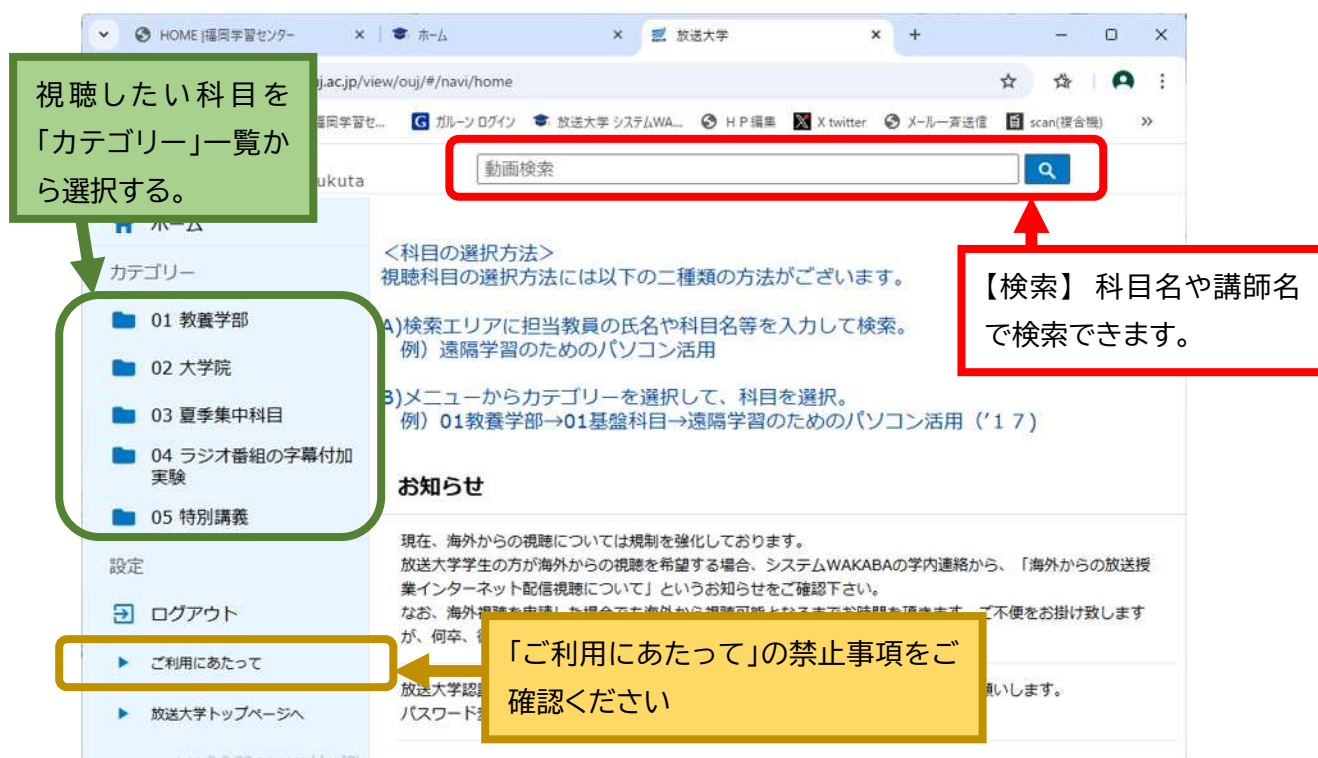 HOME |福岡学習センター
ホーム
放送大学
視聴したい科目を
「カテゴリー」一覧か
ら選択する。
uj.ac.jp/view/ouj/#/navi/home
福岡学習セ...
ガルーン ログイン
放送大学 システムWA...
H P 編集
X twitter
メール一斉送信
scan(複合機)
動画検索
ukuta
ホーム
カテゴリー
01 教養学部
02 大学院
03 夏季集中科目
04 ラジオ番組の字幕付加
実験
05 特別講義
設定
ログアウト
ご利用にあたって
放送大学トップページへ
＜科目の選択方法＞
視聴科目の選択方法には以下の二種類の方法がございます。
A)検索エリアに担当教員の氏名や科目名等を入力して検索。
例）遠隔学習のためのパソコン活用
B)メニューからカテゴリーを選択して、科目を選択。
例）01教養学部→01基盤科目→遠隔学習のためのパソコン活用（'１７)
【検索】 科目名や講師名
で検索できます。
お知らせ
現在、海外からの視聴については規制を強化しております。
放送大学学生の方が海外からの視聴を希望する場合、システムWAKABAの学内連絡から、「海外からの放送授
業インターネット配信視聴について」というお知らせをご確認下さい。
なお、海外視聴を申請した場合でも海外から視聴可能となるまでお時間を頂きます。ご不便をお掛け致します
が、何卒、
「ご利用にあたって」の禁止事項をご
確認ください
放送大学認
願いします。
パスワード